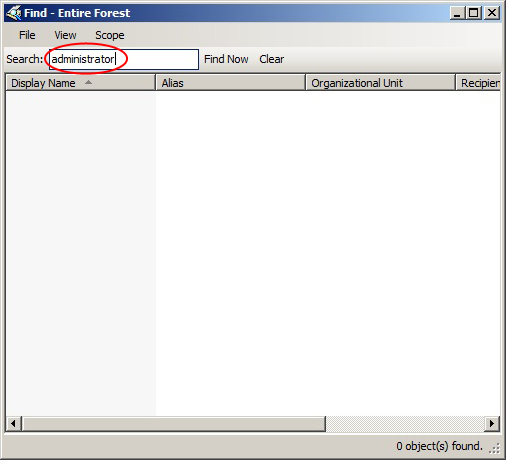 Find - Entire Forest
File View Scope
Search: administrator Find Now Clear
Display Name Alias Organizational Unit Recipien
0 object(s) found.